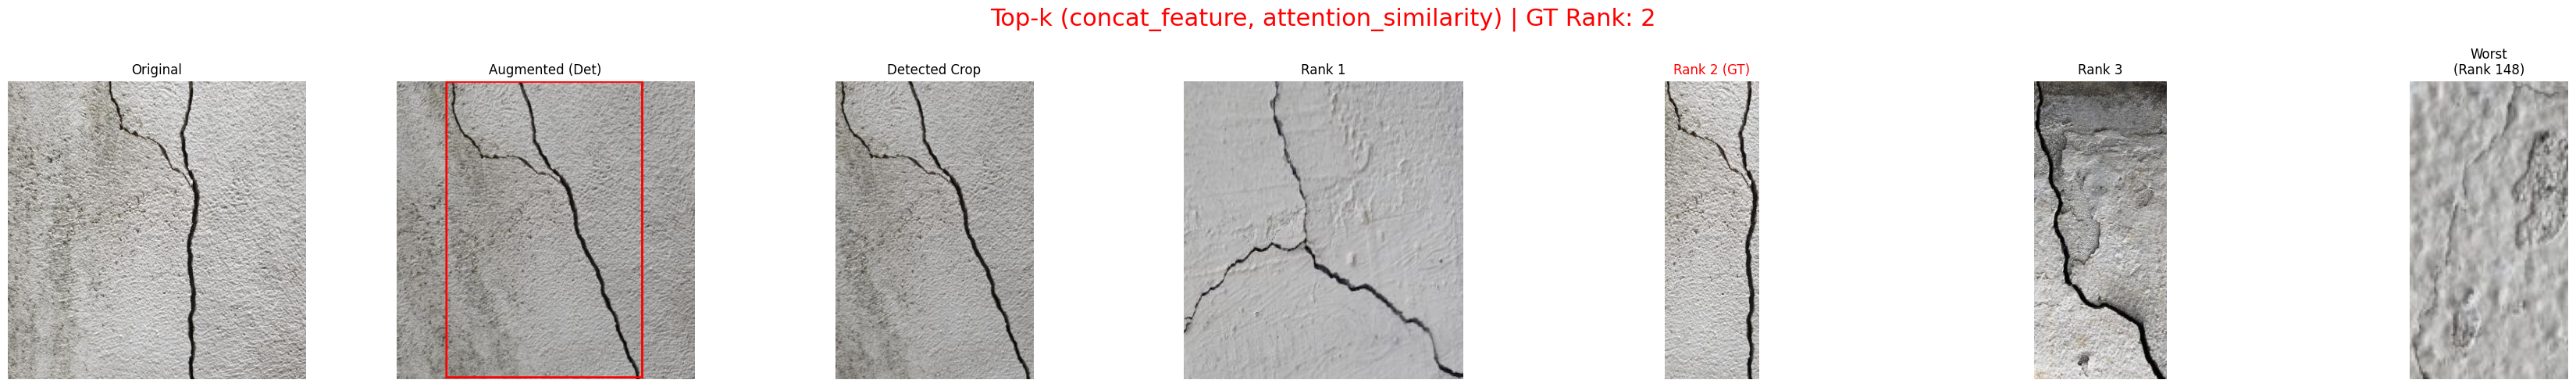 Top-k (concat_feature, attention_similarity) | GT Rank: 2
Original
Augmented (Det)
Detected Crop
Rank 1
Rank 2 (GT)
Rank 3
Worst
(Rank 148)